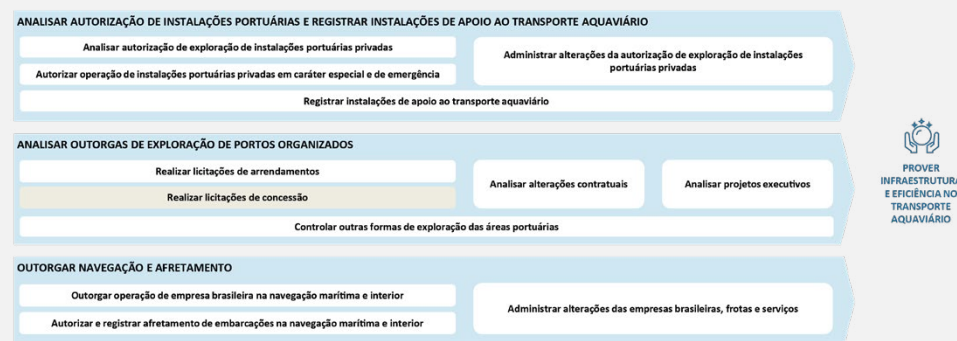 ANALISAR AUTORIZAÇÃO DE INSTALAÇÕES PORTUÁRIAS E REGISTRAR INSTALAÇÕES DE APOIO AO TRANSPORTE AQUAVIÁRIO
Analisar autorização de exploração de instalações portuárias privadas
Autorizar operação de instalações portuárias privadas em caráter especial e de emergência
Administrar alterações da autorização de exploração de instalações
portuárias privadas
Registrar instalações de apoio ao transporte aquaviário
ANALISAR OUTORGAS DE EXPLORAÇÃO DE PORTOS ORGANIZADOS
Realizar licitações de arrendamentos
Realizar licitações de concessão
Analisar alterações contratuais
Analisar projetos executivos
Controlar outras formas de exploração das áreas portuárias
OUTORGAR NAVEGAÇÃO E AFRETAMENTO
Outorgar operação de empresa brasileira na navegação marítima e interior
Autorizar e registrar afretamento de embarcações na navegação marítima e interior
Administrar alterações das empresas brasileiras, frotas e serviços
PROVER
INFRAESTRUTURA
E EFICIÊNCIA NO
TRANSPORTE
AQUAVIÁRIO